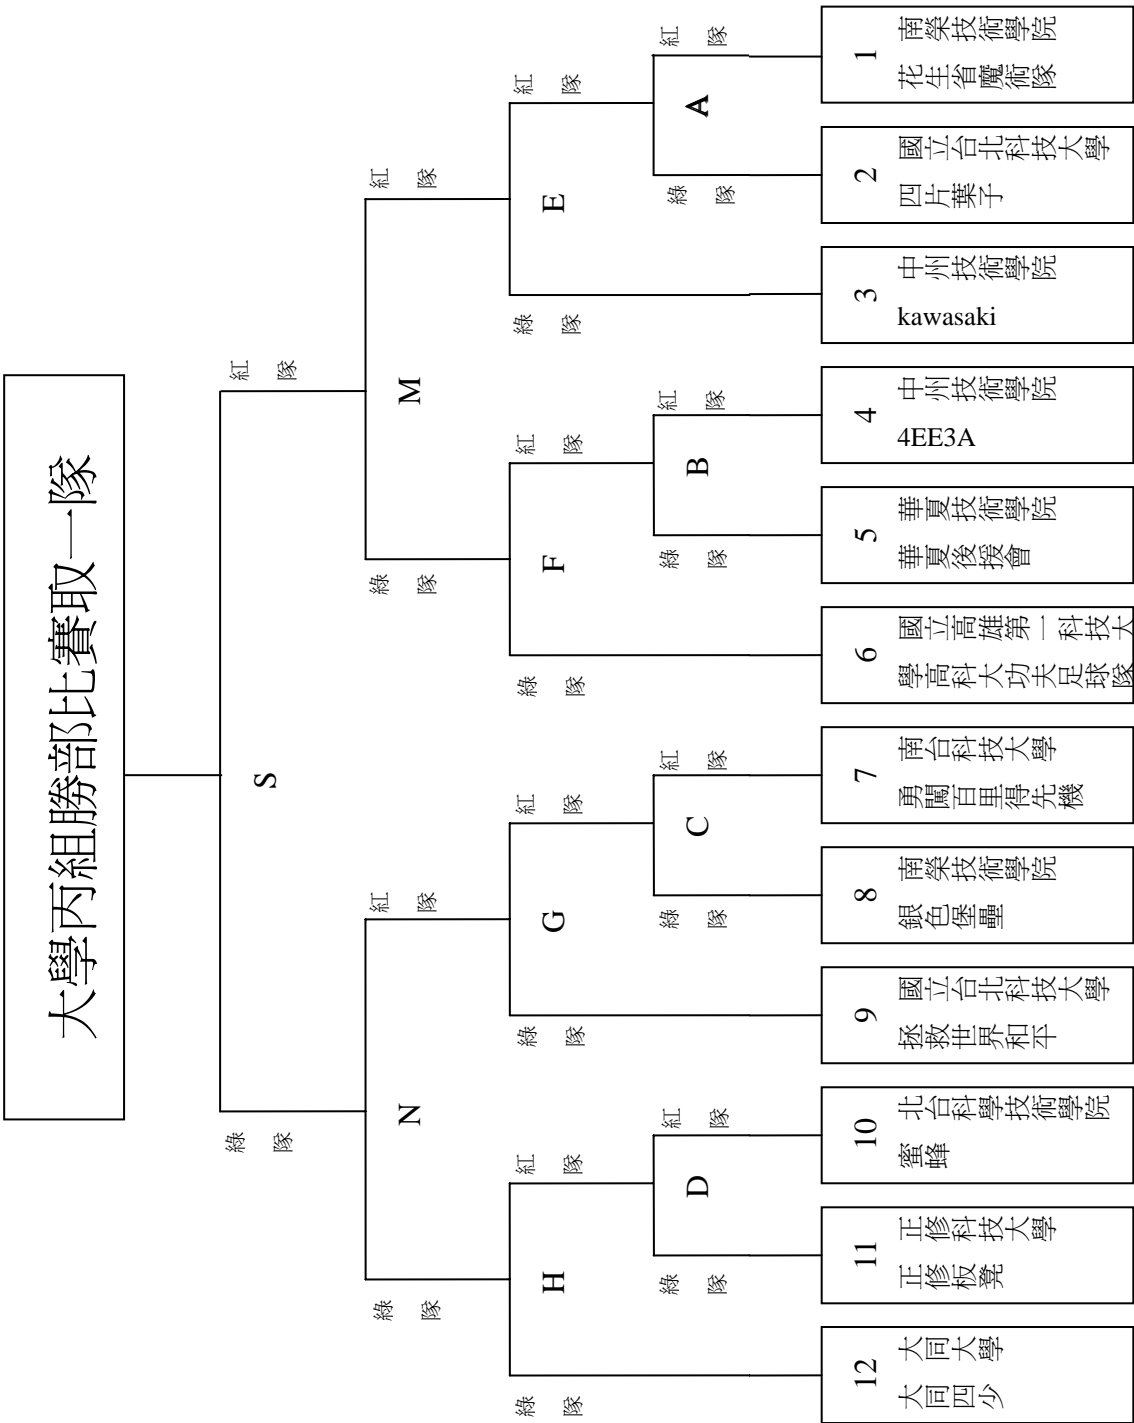 大學丙組勝部比賽取一隊
S
紅 隊
綠 隊
M
紅 隊
綠 隊
N
紅 隊
綠 隊
E
紅 隊
綠 隊
F
紅 隊
綠 隊
G
紅 隊
綠 隊
H
紅 隊
綠 隊
A
紅 隊
綠 隊
B
紅 隊
綠 隊
C
紅 隊
綠 隊
D
紅 隊
綠 隊
1
南榮技術學院
花生省魔術隊
2
國立台北科技大學
四片葉子
3
中州技術學院
kawasaki
4
中州技術學院
4EE3A
5
華夏技術學院
華夏後援會
6
國立高雄第一科技大
學高科大功夫足球隊
7
南台科技大學
勇闖百里得先機
8
南榮技術學院
銀色堡壘
9
國立台北科技大學
拯救世界和平
10
北台科學技術學院
蜜蜂
11
正修科技大學
正修板凳
12
大同大學
大同四少